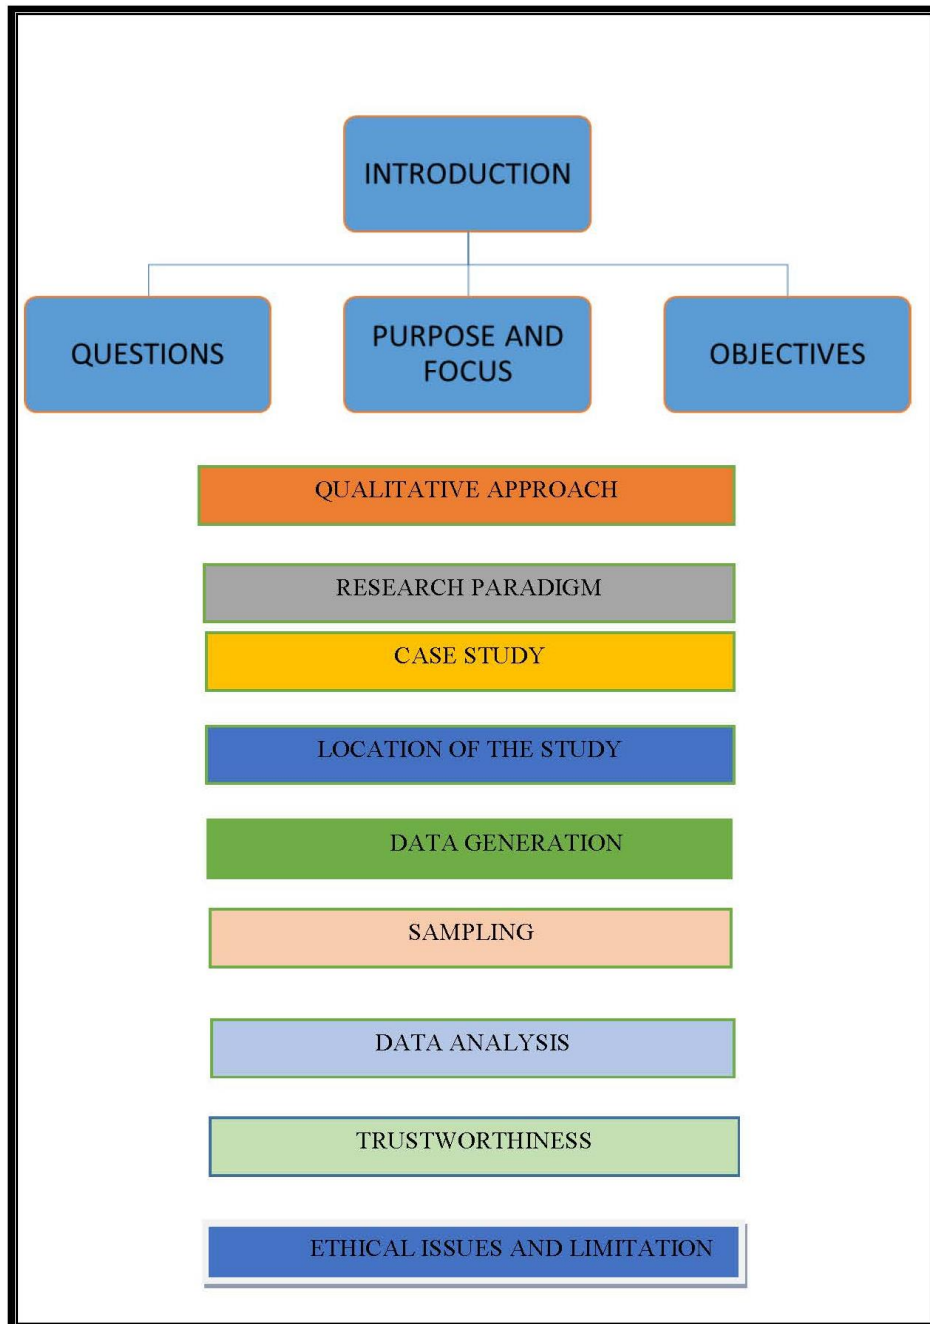 INTRODUCTION
QUESTIONS
PURPOSE AND
FOCUS
OBJECTIVES
QUALITATIVE APPROACH
RESEARCH PARADIGM
CASE STUDY
LOCATION OF THE STUDY
DATA GENERATION
SAMPLING
DATA ANALYSIS
TRUSTWORTHINESS
ETHICAL ISSUES AND LIMITATION